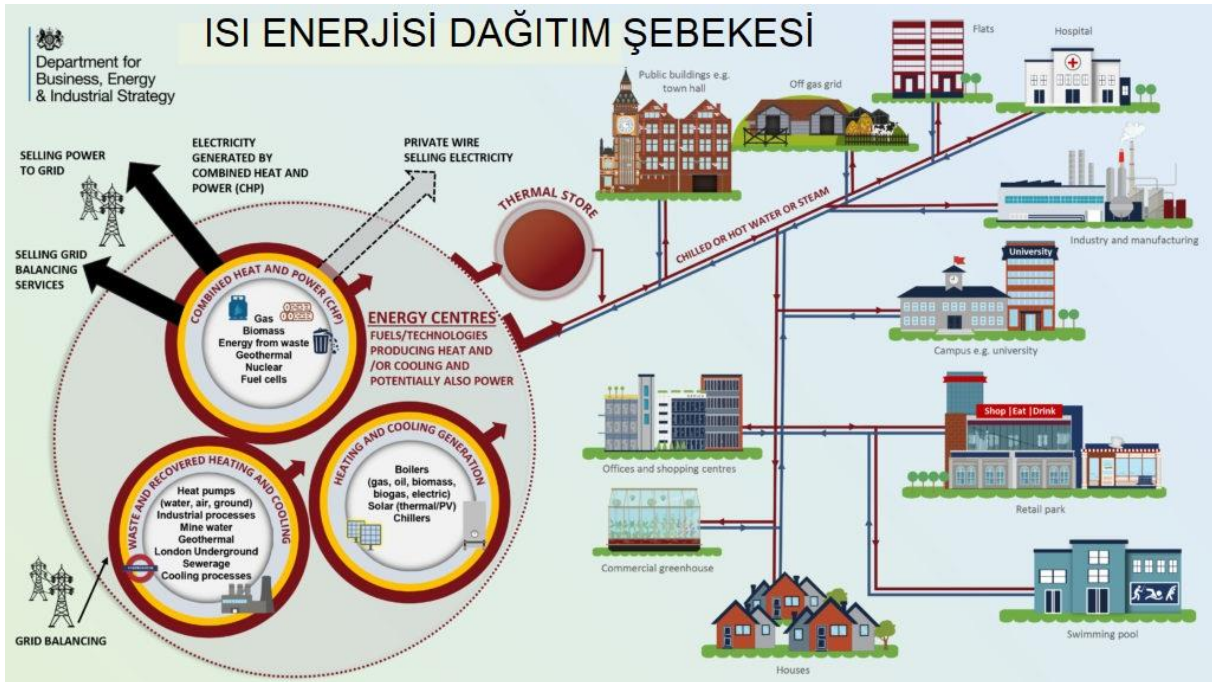 ISI ENERJİSİ DAĞITIM ŞEBEKESİ
Department for
Business, Energy
& Industrial Strategy
SELLING POWER
TO GRID
ELECTRICITY
GENERATED BY
COMBINED HEAT AND
POWER (CHP)
PRIVATE WIRE
SELLING ELECTRICITY
SELLING GRID
BALANCING
SERVICES
COMBINED HEAT AND POWER (CHP)
Gas
Biomass
Energy from waste
Geothermal
Nuclear
Fuel cells
ENERGY CENTRES
FUELS/TECHNOLOGIES
PRODUCING HEAT AND
/OR COOLING AND
POTENTIALLY ALSO POWER
WASTE AND RECOVERED HEATING AND COOLING
Heat pumps
(water, air, ground)
Industrial processes
Mine water
Geothermal
London Underground
Sewerage
Cooling processes
HEATING AND COOLING GENERATION
Boilers
(gas, oil, biomass,
biogas, electric)
Solar (thermal/PV)
Chillers
GRID BALANCING
THERMAL STORE
CHILLED OR HOT WATER OR STEAM
Public buildings e.g.
town hall
Off gas grid
Flats
Hospital
Industry and manufacturing
University
Campus e.g. university
Offices and shopping centres
Shop |Eat |Drink
Retail park
Commercial greenhouse
Houses
Swimming pool